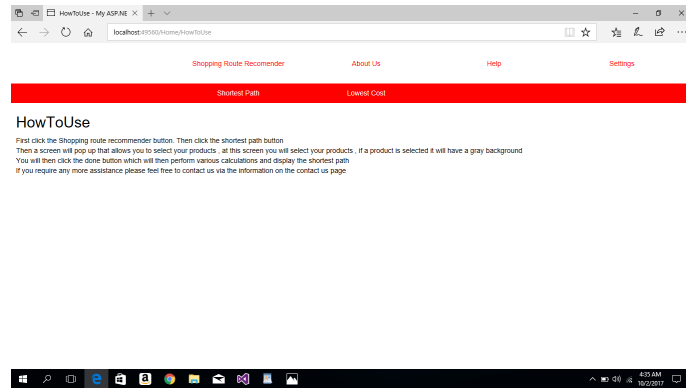 HowToUse - My ASP.NE
localhost:49560/Home/HowToUse
Shopping Route Recomender About Us Help Settings
Shortest Path Lowest Cost
HowToUse
First click the Shopping route recommender button. Then click the shortest path button
Then a screen will pop up that allows you to select your products , at this screen you will select your products , if a product is selected it will have a gray background
You will then click the done button which will then perform various calculations and display the shortest path
If you require any more assistance please feel free to contact us via the information on the contact us page
4:35 AM
10/2/2017